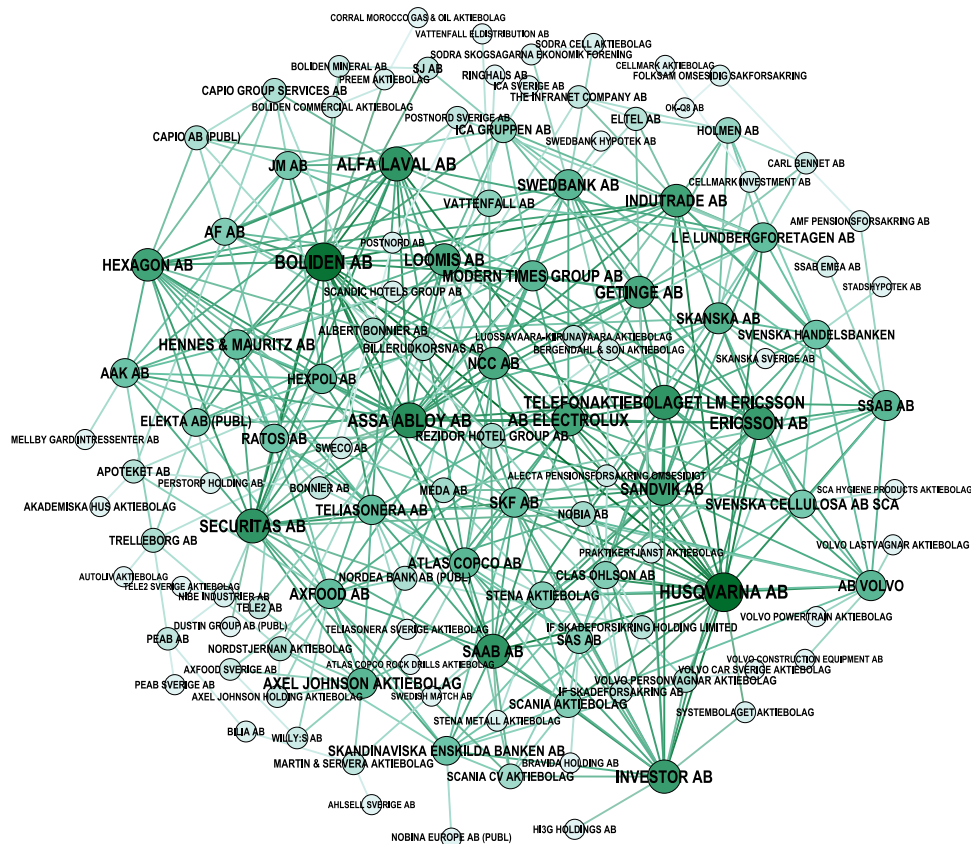 CORRAL MOROCCO GAS & OIL AKTIEBOLAG
VATTENFALL ELDISTRIBUTION AB
SODRA CELL AKTIEBOLAG
SODRA SKOGSAGARNA EKONOMIK FORENING
BOLIDEN MINERAL AB
SJ AB
CELLMARK AKTIEBOLAG
RINGHALS AB
FOLKSAM OMSESIDIG SAKFORSAKRING
PREEM AKTIEBOLAG
CAPIO GROUP SERVICES AB
ICA SVERIGE AB
THE INFRANET COMPANY AB
BOLIDEN COMMERCIAL AKTIEBOLAG
OK-Q8 AB
POSTNORD SVERIGE AB
ELTEL AB
ICA GRUPPEN AB
HOLMEN AB
CAPIO AB (PUBL)
SWEDBANK HYPOTEK AB
JM AB
ALFA LAVAL AB
CARL BENNET AB
SWEDBANK AB
CELLMARK INVESTMENT AB
VATTENFALL AB
INDUTRADE AB
AMF PENSIONSFORSAKRING AB
AF AB
L E LUNDBERGFORETAGEN AB
POSTNORD AB
HEXAGON AB
BOLIDEN AB
LOOMIS AB
MODERN TIMES GROUP AB
SSAB EMEA AB
SCANDIC HOTELS GROUP AB
GETINGE AB
STADSHYPOTEK AB
SKANSKA AB
ALBERT BONNIER AB
LUOSSAVAARA-KIIRUNAVAARA AKTIEBOLAG
SVENSKA HANDELSBANKEN
HENNES & MAURITZ AB
BILLERUDKORSNAS AB
BERGENDAHL & SON AKTIEBOLAG
SKANSKA SVERIGE AB
NCC AB
AAK AB
HEXPOL AB
TELEFONAKTIEBOLAGET LM ERICSSON
SSAB AB
ELEKTA AB (PUBL)
ASSA ABLOY AB
AB ELECTROLUX
ERICSSON AB
MELLBY GARD INTRESSENTER AB
RATOS AB
REZIDOR HOTEL GROUP AB
SWECO AB
APOTEKET AB
PERSTORP HOLDING AB
BONNIER AB
ALECTA PENSIONSFORSAKRING OMSESIDIGT
MEDA AB
SANDVIK AB
SCA HYGIENE PRODUCTS AKTIEBOLAG
AKADEMISKA HUS AKTIEBOLAG
TELIASONERA AB
SKF AB
SVENSKA CELLULOSA AB SCA
NOBIA AB
SECURITAS AB
TRELLEBORG AB
PRAKTIKERTJANST AKTIEBOLAG
VOLVO LASTVAGNAR AKTIEBOLAG
ATLAS COPCO AB
AUTOLIV AKTIEBOLAG
NORDEA BANK AB (PUBL)
CLAS OHLSON AB
TELE2 SVERIGE AKTIEBOLAG
AB VOLVO
NIBE INDUSTRIER AB
AXFOOD AB
STENA AKTIEBOLAG
HUSQVARNA AB
TELE2 AB
VOLVO POWERTRAIN AKTIEBOLAG
DUSTIN GROUP AB (PUBL)
TELIASONERA SVERIGE AKTIEBOLAG
IF SKADEFORSIKRING HOLDING LIMITED
PEAB AB
SAS AB
NORDSTJERNAN AKTIEBOLAG
SAAB AB
VOLVO CONSTRUCTION EQUIPMENT AB
ATLAS COPCO ROCK DRILLS AKTIEBOLAG
AXFOOD SVERIGE AB
VOLVO CAR SVERIGE AKTIEBOLAG
VOLVO PERSONVAGNAR AKTIEBOLAG
PEAB SVERIGE AB
AXEL JOHNSON AKTIEBOLAG
AXEL JOHNSON HOLDING AKTIEBOLAG
SWEDISH MATCH AB
IF SKADEFORSAKRING AB
SCANIA AKTIEBOLAG
SYSTEMBOLAGET AKTIEBOLAG
STENA METALL AKTIEBOLAG
BILIA AB
WILLY:S AB
SKANDINAVISKA ENSKILDA BANKEN AB
MARTIN & SERVERA AKTIEBOLAG
BRAVIDA HOLDING AB
SCANIA CV AKTIEBOLAG
INVESTOR AB
AHLSELL SVERIGE AB
HI3G HOLDINGS AB
NOBINA EUROPE AB (PUBL)